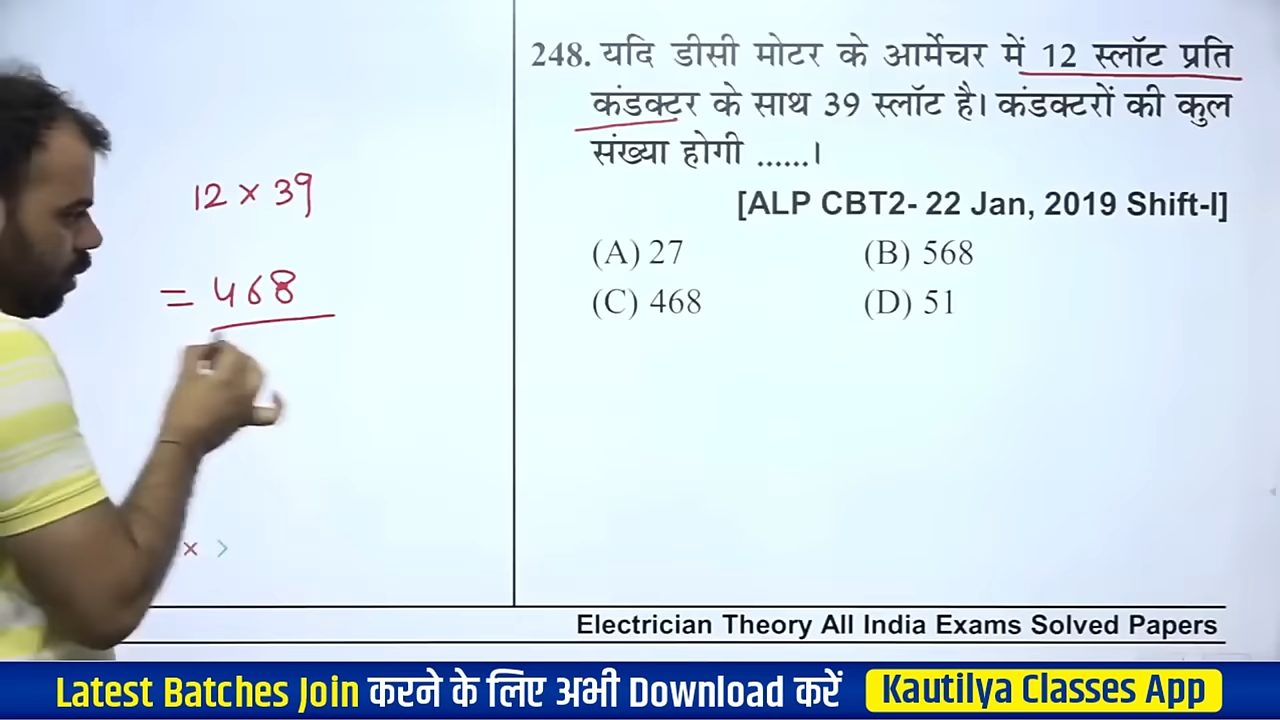 248. यदि डीसी मोटर के आर्मेचर में 12 स्लॉट प्रति
कंडक्टर के साथ 39 स्लॉट है। कंडक्टरों की कुल
संख्या होगी ......।
[ALP CBT2- 22 Jan, 2019 Shift-I]
(A) 27 (B) 568
(C) 468 (D) 51
12 × 39
= 468
Electrician Theory All India Exams Solved Papers
Latest Batches Join करने के लिए अभी Download करें Kautilya Classes App